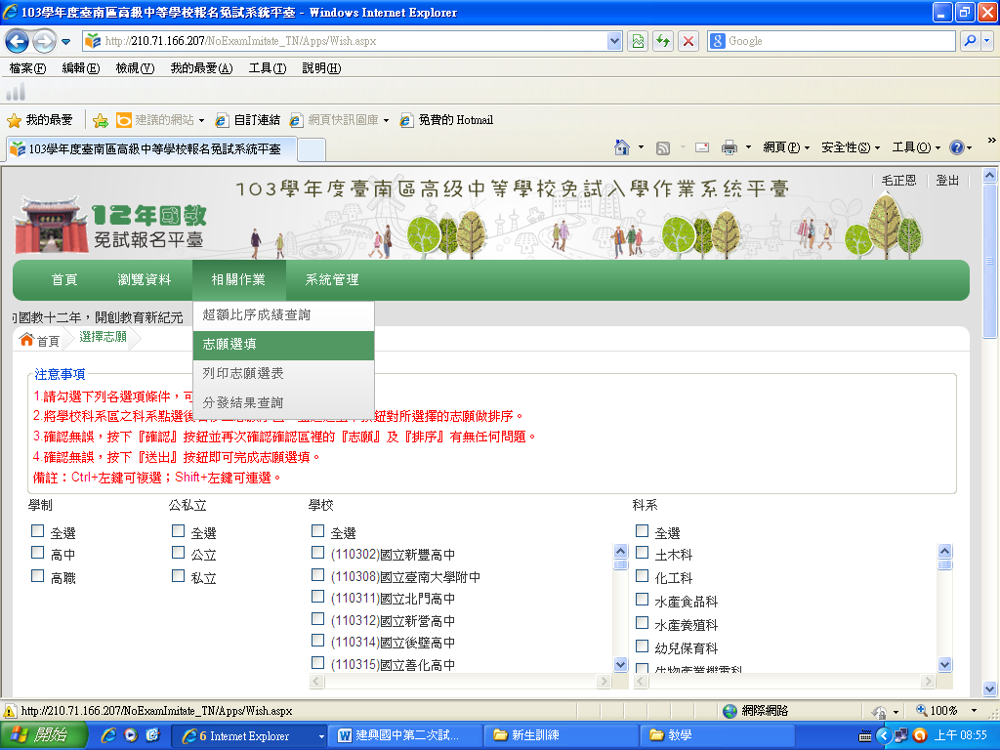 103學年度臺南區高級中等學校報名免試系統平臺 - Windows Internet Explorer
http://210.71.166.207/NoExamImitate_TN/Apps/Wish.aspx
Google
檔案(F) 編輯(E) 檢視(V) 我的最愛(A) 工具(T) 說明(H)
我的最愛 建議的網站 自訂連結 網頁快訊圖庫 免費的 Hotmail
103學年度臺南區高級中等學校報名免試系統平臺
網頁(P) 安全性(S) 工具(O) »
103學年度臺南區高級中等學校免試入學作業系統平臺
毛正恩 登出
12年國教
免試報名平臺
首頁 瀏覽資料 相關作業 系統管理
國教十二年，開創教育新紀元
超額比序成績查詢
志願選填
列印志願選表
分發結果查詢
首頁 選擇志願
注意事項
1.請勾選下列各選項條件，可
2.將學校科系區之科系點選後
鈕對所選擇的志願做排序。
3.確認無誤，按下『確認』按鈕並再次確認確認區裡的『志願』及『排序』有無任何問題。
4.確認無誤，按下『送出』按鈕即可完成志願選填。
備註：Ctrl+左鍵可複選；Shift+左鍵可連選。
學制 公私立 學校 科系
全選 全選 全選 全選
高中 公立 (110302)國立新豐高中 土木科
高職 私立 (110308)國立臺南大學附中 化工科
(110311)國立北門高中 水產食品科
(110312)國立新營高中 水產養殖科
(110314)國立後壁高中 幼兒保育科
(110315)國立善化高中 生物產業機電科
http://210.71.166.207/NoExamImitate_TN/Apps/Wish.aspx 網際網路 100%
開始 6 Internet Explorer 建興國中第二次試... 新生訓練 教學 上午 08:55